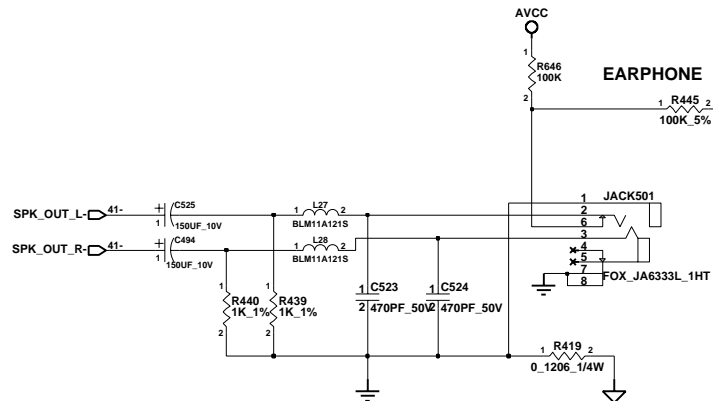 AVCC
1
R646
100K
2
EARPHONE
1 R445 2
100K_5%
SPK_OUT_L- 41-
+ C525
1 150UF_10V
1 L27 2
BLM11A121S
1 JACK501
2
6
3
SPK_OUT_R- 41-
+ C494
1 150UF_10V
1 L28 2
BLM11A121S
4
5
7 FOX_JA6333L_1HT
8
1
R440
1K_1%
2
1
R439
1K_1%
2
1 C523
2 470PF_50V
1 C524
2 470PF_50V
1 R419 2
0_1206_1/4W